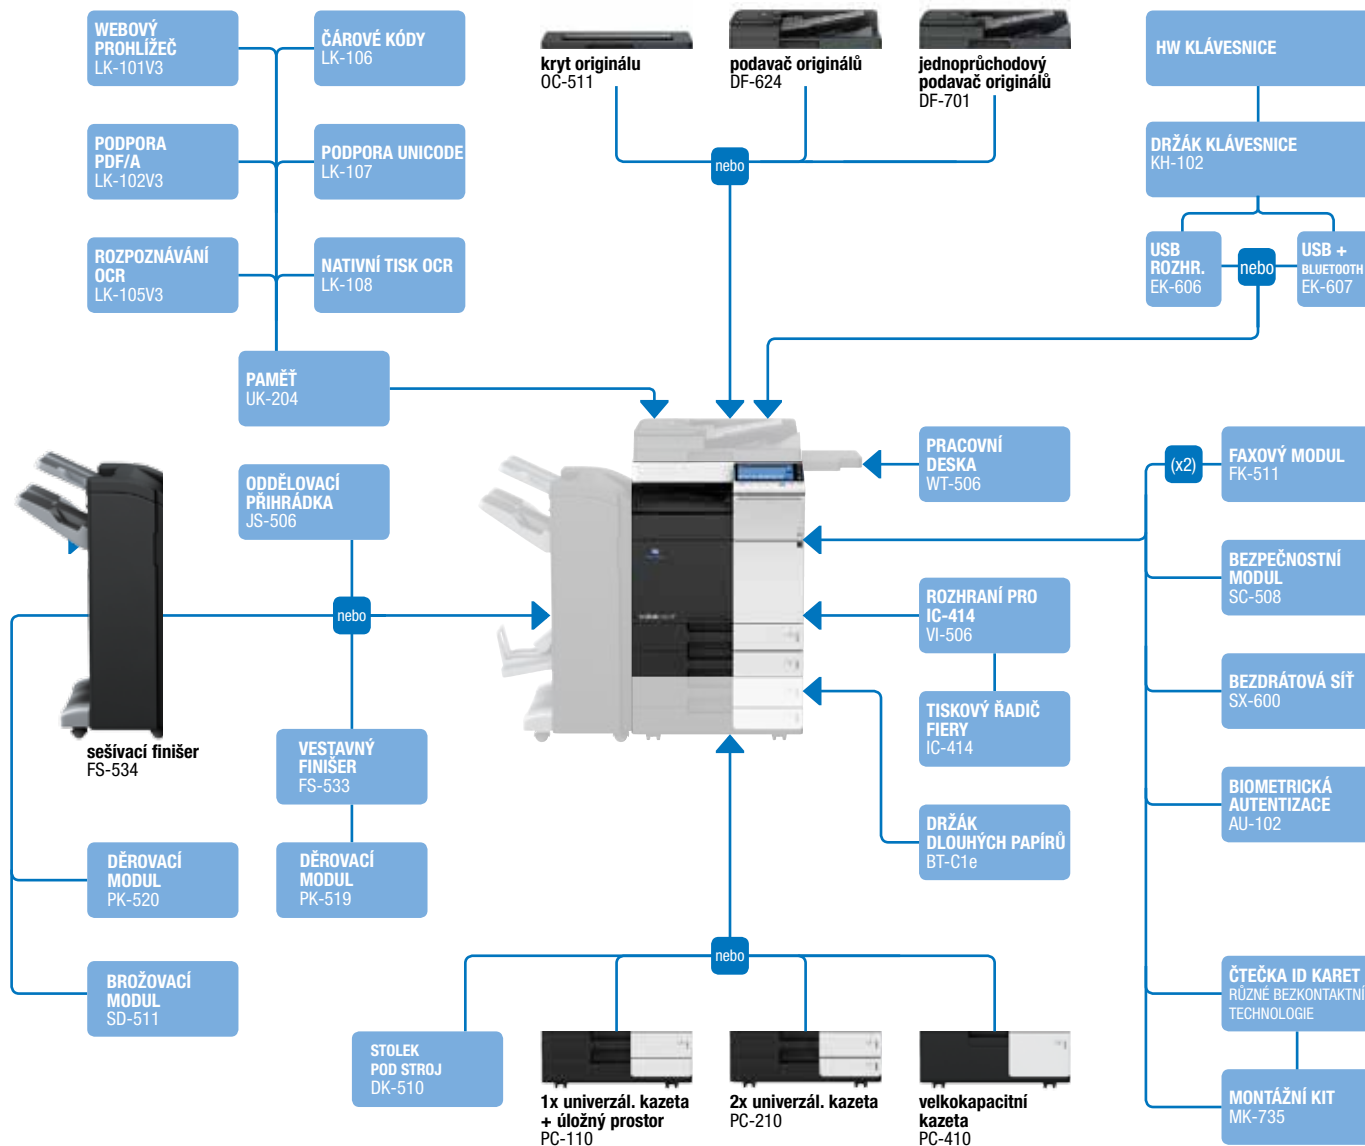 WEBOVÝ
PROHLÍŽEČ
LK-101V3
ČÁROVÉ KÓDY
LK-106
kryt originálu
OC-511
podavač originálů
DF-624
jednoprůchodový
podavač originálů
DF-701
HW KLÁVESNICE
PODPORA
PDF/A
LK-102V3
PODPORA UNICODE
LK-107
nebo
DRŽÁK KLÁVESNICE
KH-102
ROZPOZNÁVÁNÍ
OCR
LK-105V3
NATIVNÍ TISK OCR
LK-108
USB
ROZHR.
EK-606
nebo
USB +
BLUETOOTH
EK-607
PAMĚŤ
UK-204
ODDĚLOVACÍ
PŘIHRÁDKA
JS-506
PRACOVNÍ
DESKA
WT-506
(x2)
FAXOVÝ MODUL
FK-511
BEZPEČNOSTNÍ
MODUL
SC-508
nebo
ROZHRANÍ PRO
IC-414
VI-506
BEZDRÁTOVÁ SÍŤ
SX-600
TISKOVÝ ŘADIČ
FIERY
IC-414
sešívací finišer
FS-534
VESTAVNÝ
FINIŠER
FS-533
BIOMETRICKÁ
AUTENTIZACE
AU-102
DRŽÁK
DLOUHÝCH PAPÍRŮ
BT-C1e
DĚROVACÍ
MODUL
PK-520
DĚROVACÍ
MODUL
PK-519
nebo
BROŽOVACÍ
MODUL
SD-511
ČTEČKA ID KARET
RŮZNÉ BEZKONTAKTNÍ
TECHNOLOGIE
STOLEK
POD STROJ
DK-510
1x univerzál. kazeta
+ úložný prostor
PC-110
2x univerzál. kazeta
PC-210
velkokapacitní
kazeta
PC-410
MONTÁŽNÍ KIT
MK-735